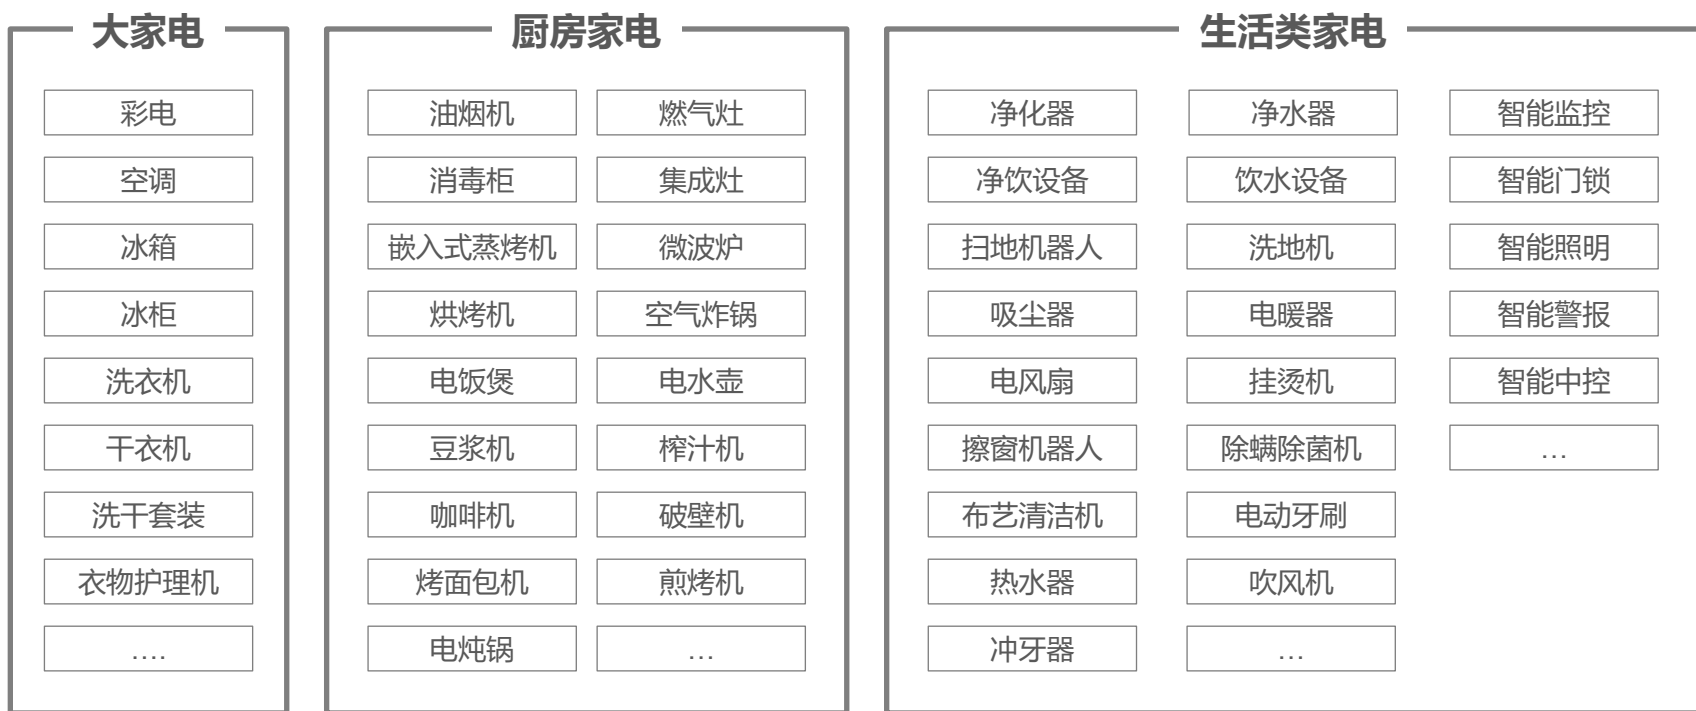 大家电
彩电
空调
冰箱
冰柜
洗衣机
干衣机
洗干套装
衣物护理机
....
厨房家电
油烟机 燃气灶
消毒柜 集成灶
嵌入式蒸烤机 微波炉
烘烤机 空气炸锅
电饭煲 电水壶
豆浆机 榨汁机
咖啡机 破壁机
烤面包机 煎烤机
电炖锅 …
生活类家电
净化器 净水器 智能监控
净饮设备 饮水设备 智能门锁
扫地机器人 洗地机 智能照明
吸尘器 电暖器 智能警报
电风扇 挂烫机 智能中控
擦窗机器人 除螨除菌机 …
布艺清洁机 电动牙刷
热水器 吹风机
冲牙器 …